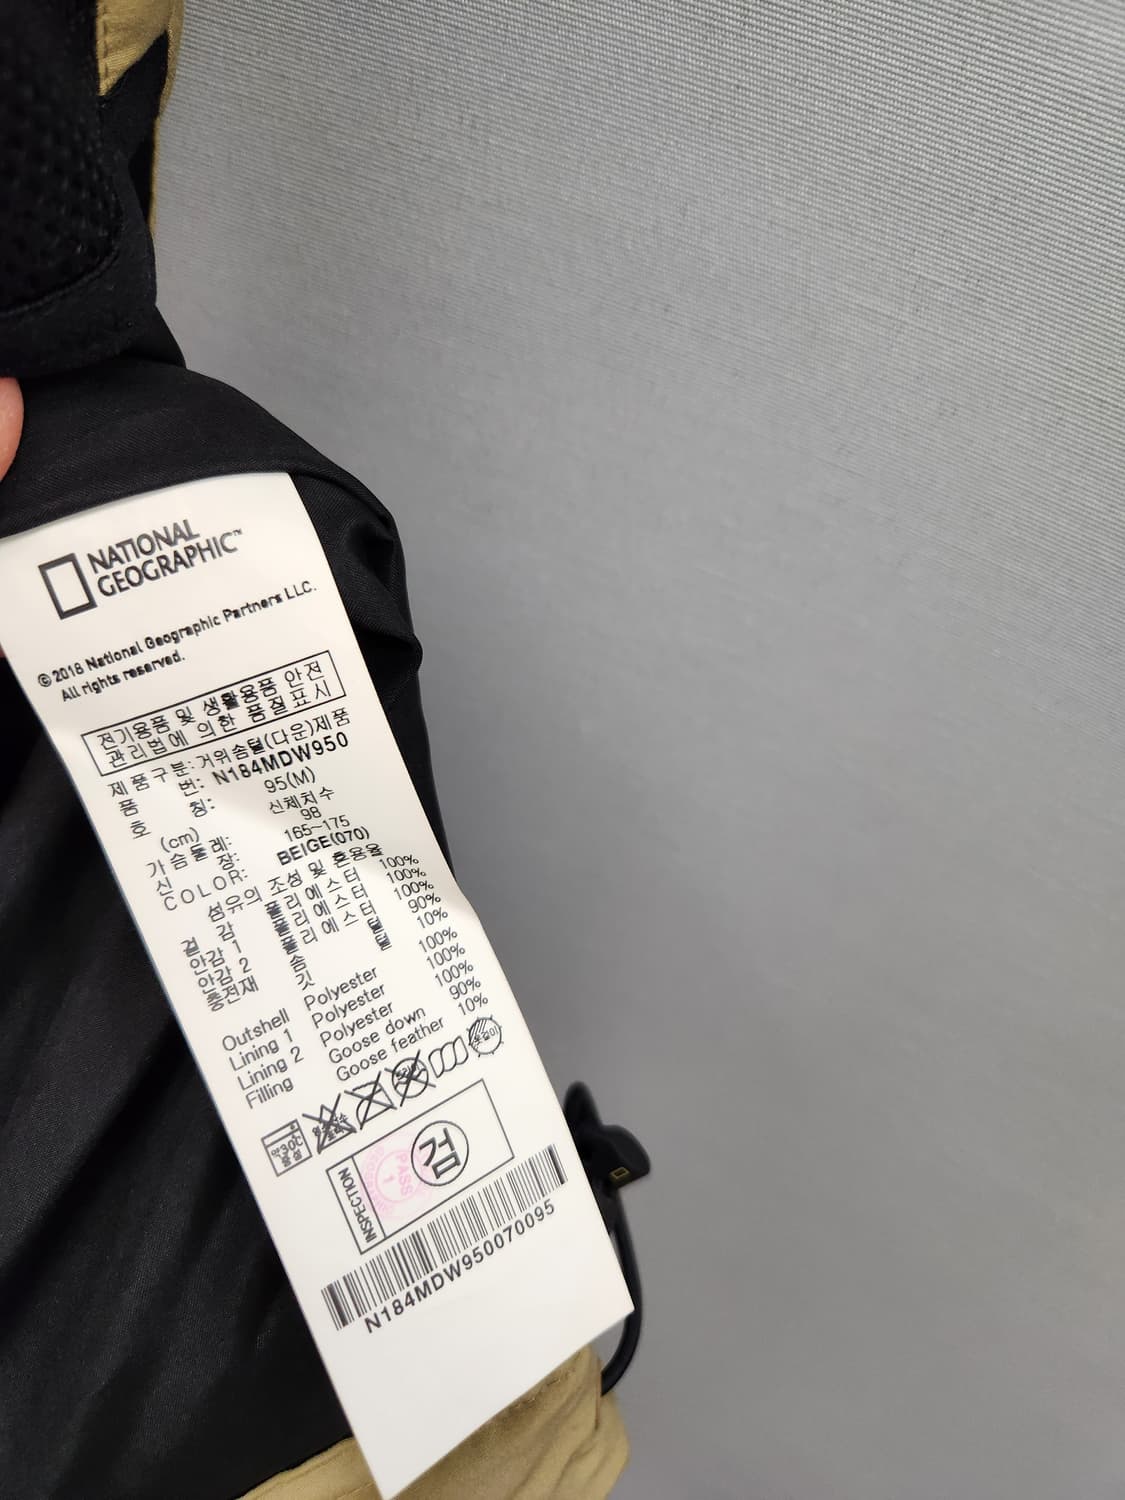 NATIONAL
GEOGRAPHIC™
©2018 National Geographic Partners LLC.
All rights reserved.
전기용품 및 생활용품 안전
관리법에 의한 품질표시
제품구분: 거위솜털(다운)제품
품 번: N184MDW950
호 칭: 95(M)
(cm) 신체치수
가슴둘레: 98
신 장: 165~175
COLOR: BEIGE(070)
섬유의 조성 및 혼용율
겉 감 폴리에스터 100%
안감 1 폴리에스터 100%
안감 2 폴리에스터 100%
충전재 솜 털 90%
깃 털 10%
Outshell Polyester 100%
Lining 1 Polyester 100%
Lining 2 Polyester 100%
Filling Goose down 90%
Goose feather 10%
약30℃
중성
INSPECTION
PASS
1
검
N184MDW950070095